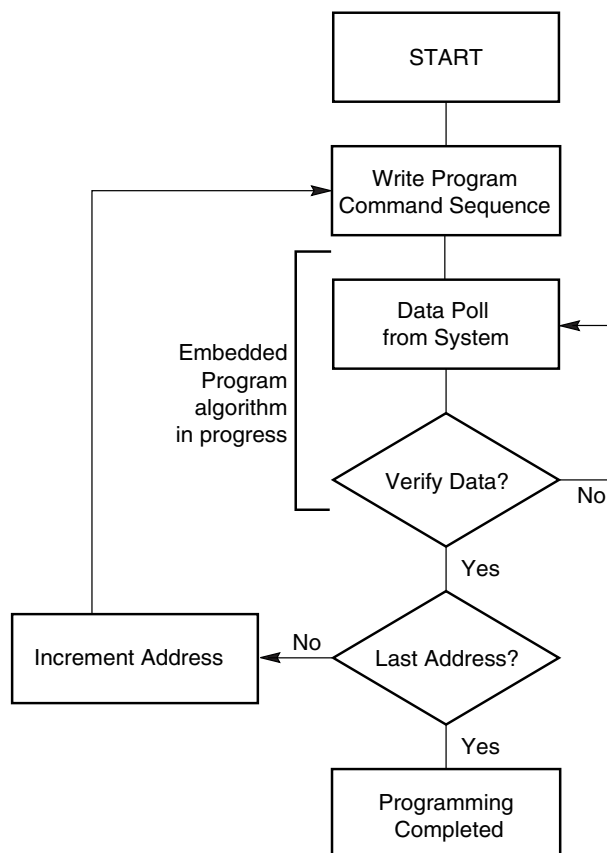 START
Write Program
Command Sequence
Data Poll
from System
Embedded
Program
algorithm
in progress
Verify Data?
No
Yes
Last Address?
No
Increment Address
Yes
Programming
Completed